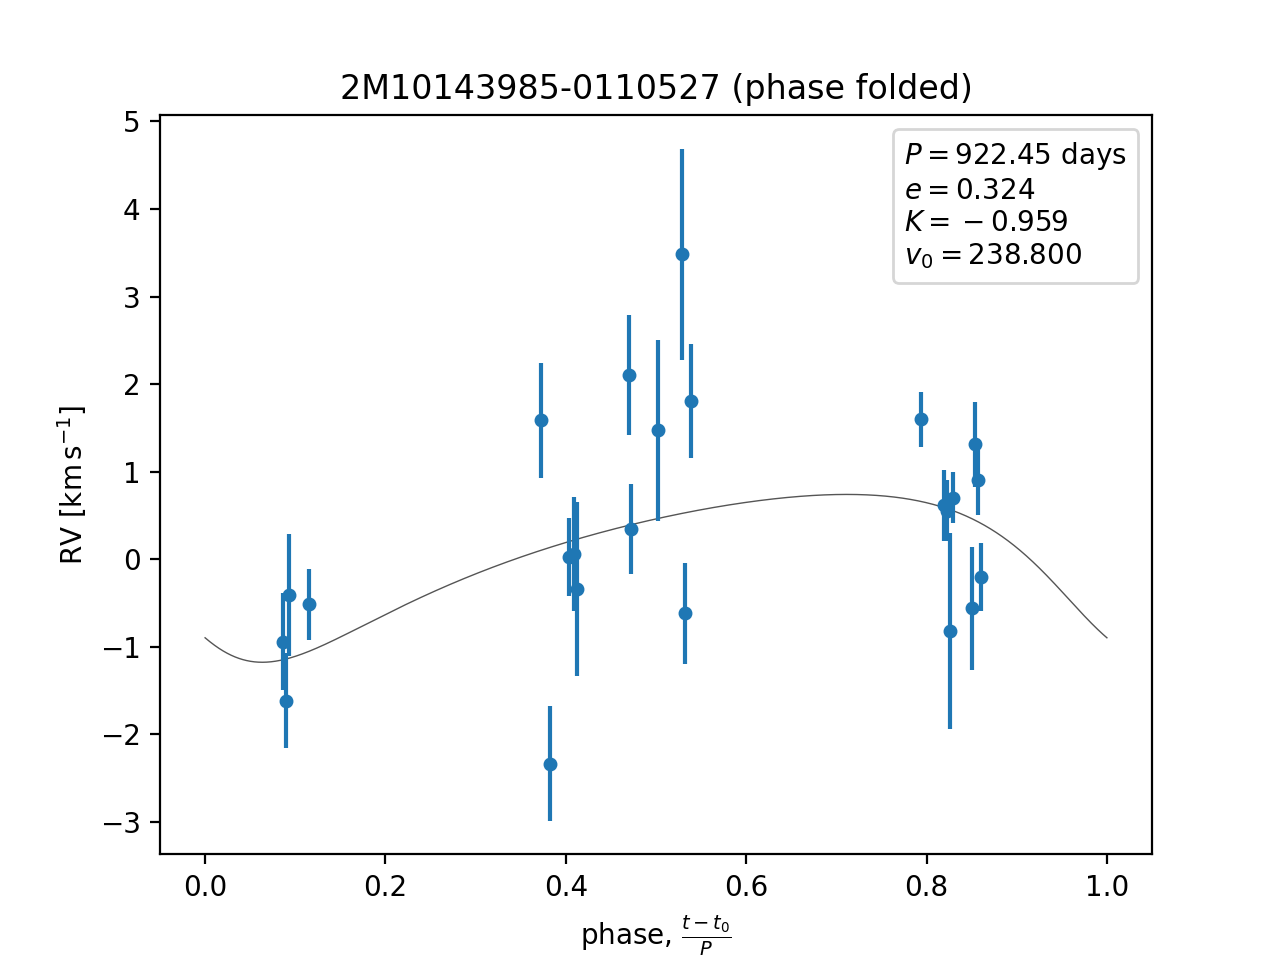 2M10143985-0110527 (phase folded)
P = 922.45 days
e = 0.324
K = −0.959
v₀ = 238.800
5
4
3
2
1
0
−1
−2
−3
RV [km s⁻¹]
0.0 0.2 0.4 0.6 0.8 1.0
phase, (t − t₀)/P